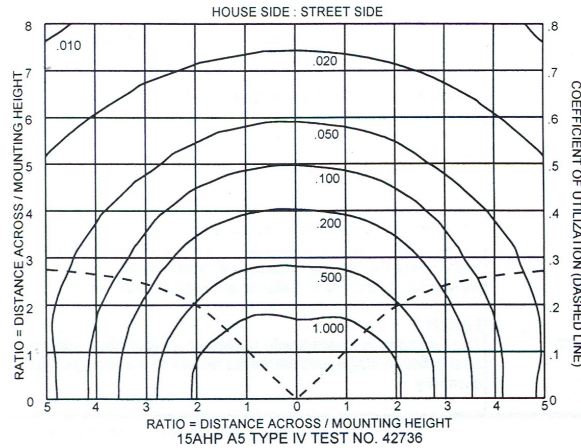 HOUSE SIDE : STREET SIDE
8 .8
.010
.020
7 .7
6 .6
.050
5 .5
.100
4 .4
.200
3 .3
.500
2 .2
1.000
1 .1
0 .0
5 4 3 2 1 0 1 2 3 4 5
RATIO = DISTANCE ACROSS / MOUNTING HEIGHT
COEFFICIENT OF UTILIZATION (DASHED LINE)
RATIO = DISTANCE ACROSS / MOUNTING HEIGHT
15AHP A5 TYPE IV TEST NO. 42736